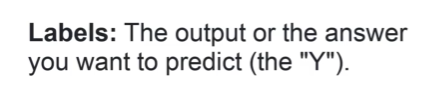 Labels: The output or the answer
you want to predict (the "Y").